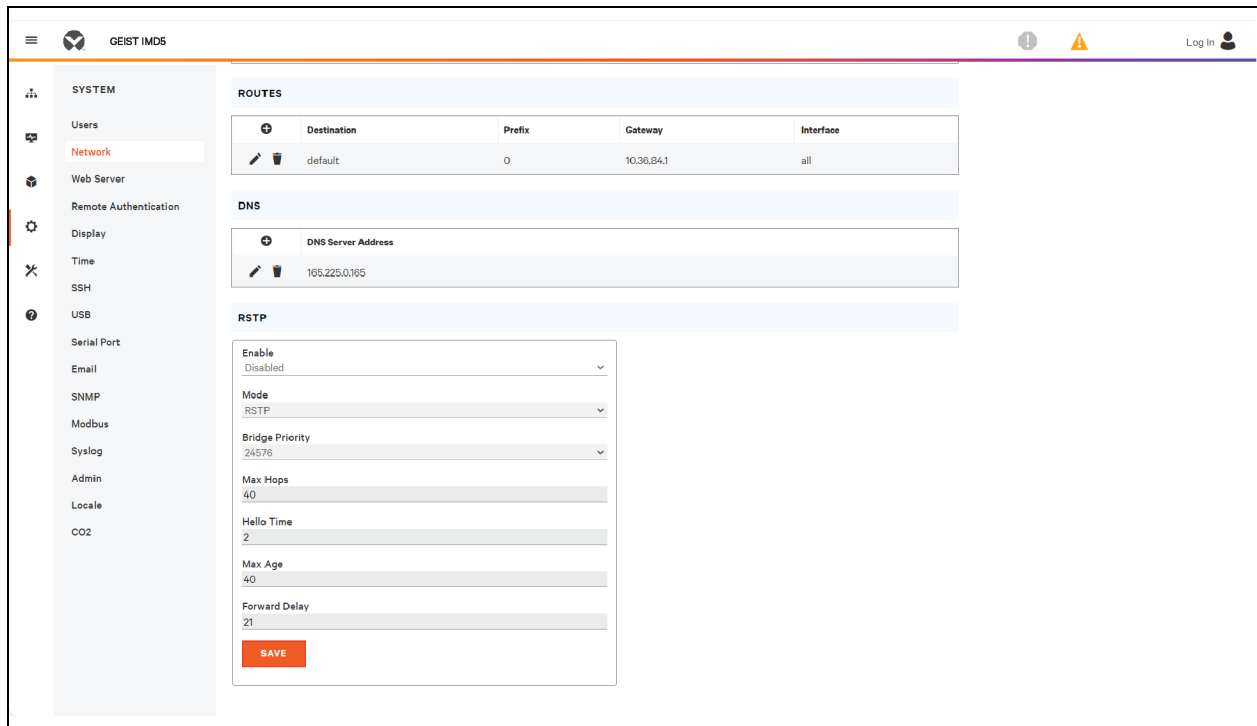 GEIST IMD5
Log In
SYSTEM
Users
Network
Web Server
Remote Authentication
Display
Time
SSH
USB
Serial Port
Email
SNMP
Modbus
Syslog
Admin
Locale
CO2
ROUTES
Destination Prefix Gateway Interface
default 0 10.36.84.1 all
DNS
DNS Server Address
165.225.0.165
RSTP
Enable
Disabled
Mode
RSTP
Bridge Priority
24576
Max Hops
40
Hello Time
2
Max Age
40
Forward Delay
21
SAVE